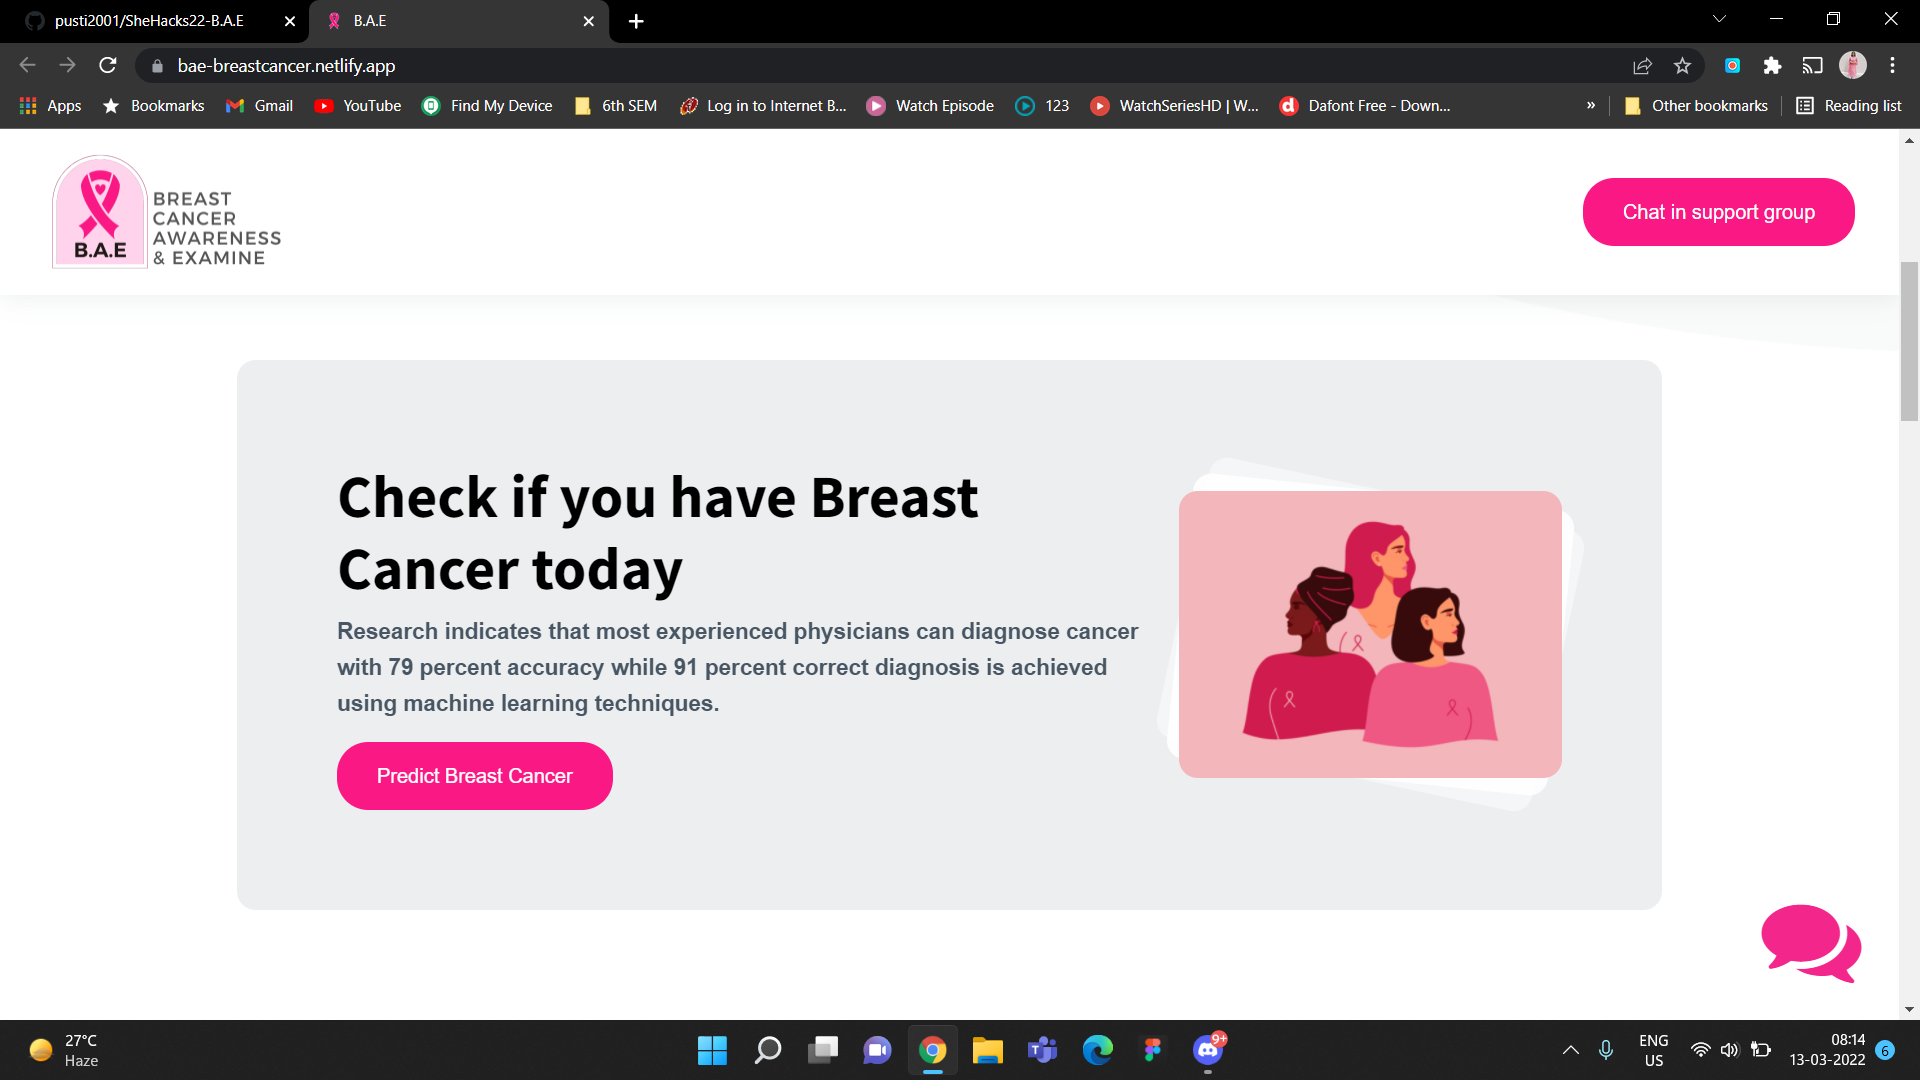 pusti2001/SheHacks22-B.A.E
B.A.E
bae-breastcancer.netlify.app
Apps
Bookmarks
Gmail
YouTube
Find My Device
6th SEM
Log in to Internet B...
Watch Episode
123
WatchSeriesHD | W...
Dafont Free - Down...
»
Other bookmarks
Reading list
B.A.E
BREAST
CANCER
AWARENESS
& EXAMINE
Chat in support group
Check if you have Breast
Cancer today
Research indicates that most experienced physicians can diagnose cancer
with 79 percent accuracy while 91 percent correct diagnosis is achieved
using machine learning techniques.
Predict Breast Cancer
27°C
Haze
9+
ENG
US
08:14
13-03-2022
6